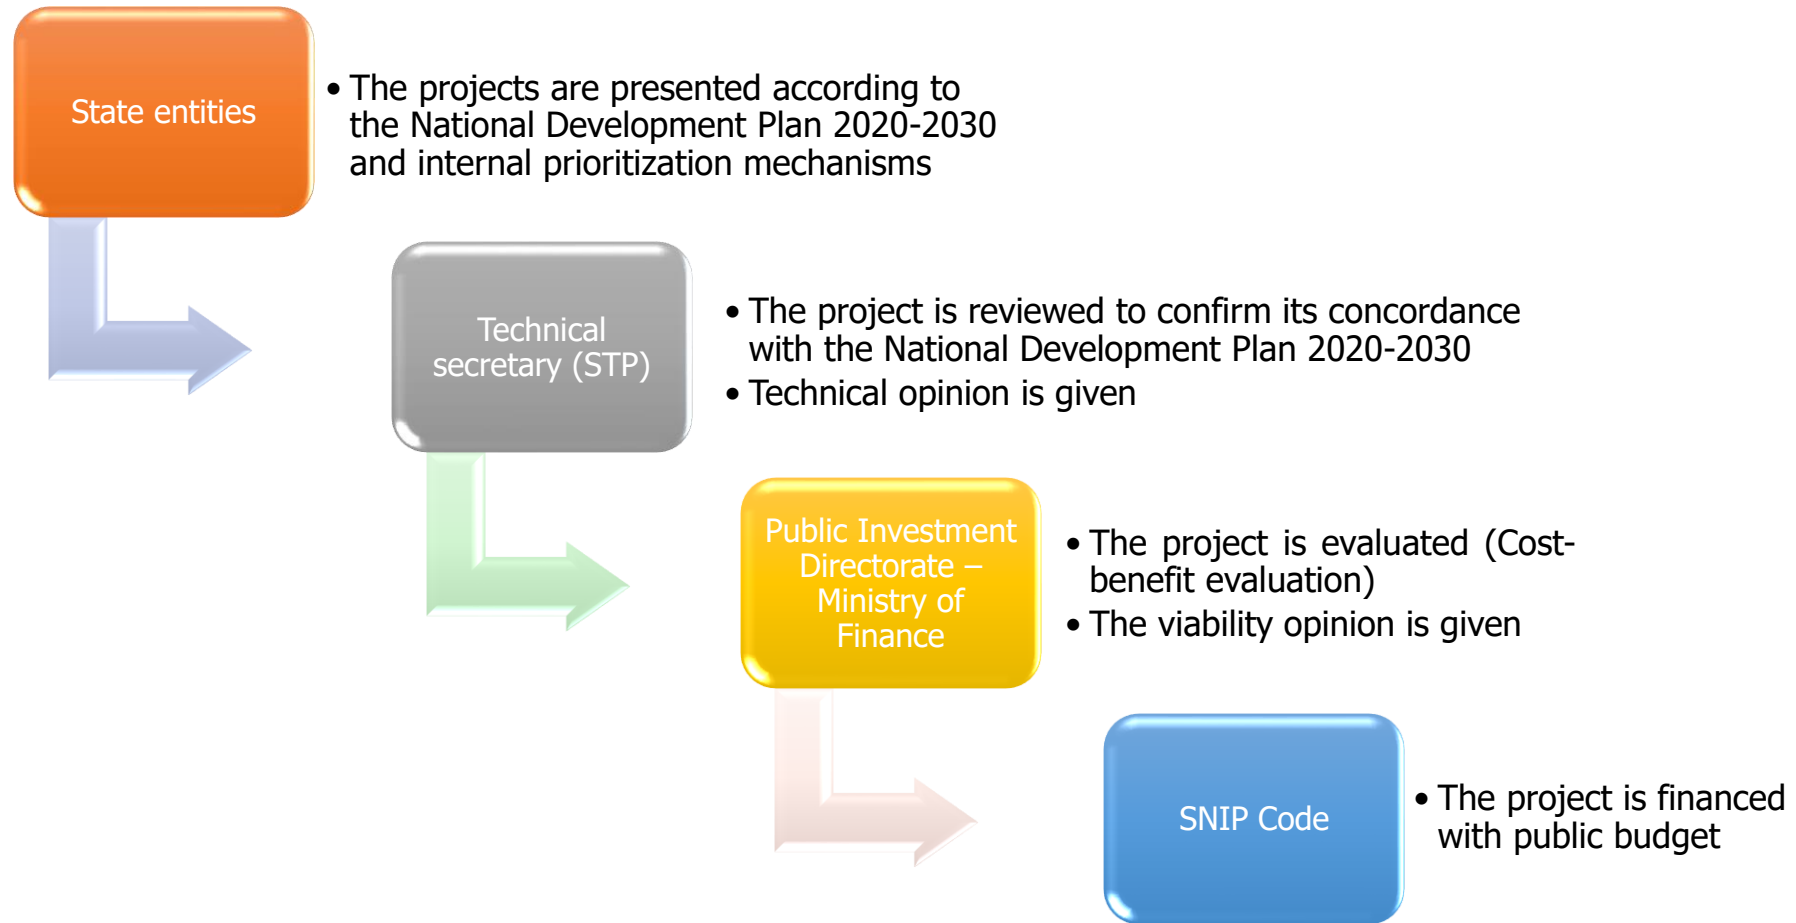 State entities
• The projects are presented according to
the National Development Plan 2020-2030
and internal prioritization mechanisms
Technical
secretary (STP)
• The project is reviewed to confirm its concordance
with the National Development Plan 2020-2030
• Technical opinion is given
Public Investment
Directorate –
Ministry of
Finance
• The project is evaluated (Cost-
benefit evaluation)
• The viability opinion is given
SNIP Code
• The project is financed
with public budget